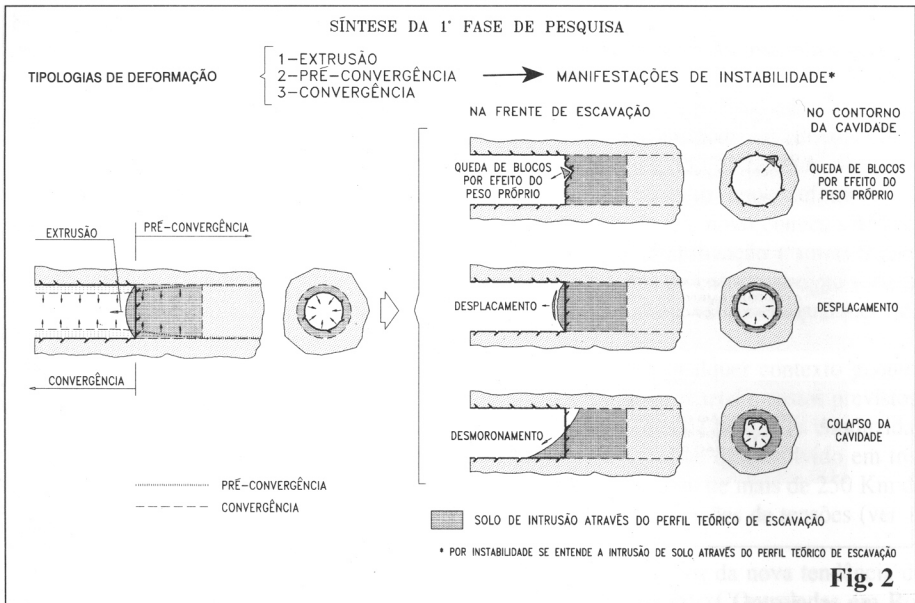 SÍNTESE DA 1ª FASE DE PESQUISA
TIPOLOGIAS DE DEFORMAÇÃO
1-EXTRUSÃO
2-PRÉ-CONVERGÊNCIA
3-CONVERGÊNCIA
MANIFESTAÇÕES DE INSTABILIDADE*
NA FRENTE DE ESCAVAÇÃO
NO CONTORNO
DA CAVIDADE
QUEDA DE BLOCOS
POR EFEITO DO
PESO PRÓPRIO
QUEDA DE BLOCOS
POR EFEITO DO
PESO PRÓPRIO
EXTRUSÃO
PRÉ-CONVERGÊNCIA
CONVERGÊNCIA
DESPLACAMENTO
DESPLACAMENTO
DESMORONAMENTO
COLAPSO DA
CAVIDADE
PRÉ-CONVERGÊNCIA
CONVERGÊNCIA
SOLO DE INTRUSÃO ATRAVÉS DO PERFIL TEÓRICO DE ESCAVAÇÃO
* POR INSTABILIDADE SE ENTENDE A INTRUSÃO DE SOLO ATRAVÉS DO PERFIL TEÓRICO DE ESCAVAÇÃO
Fig. 2